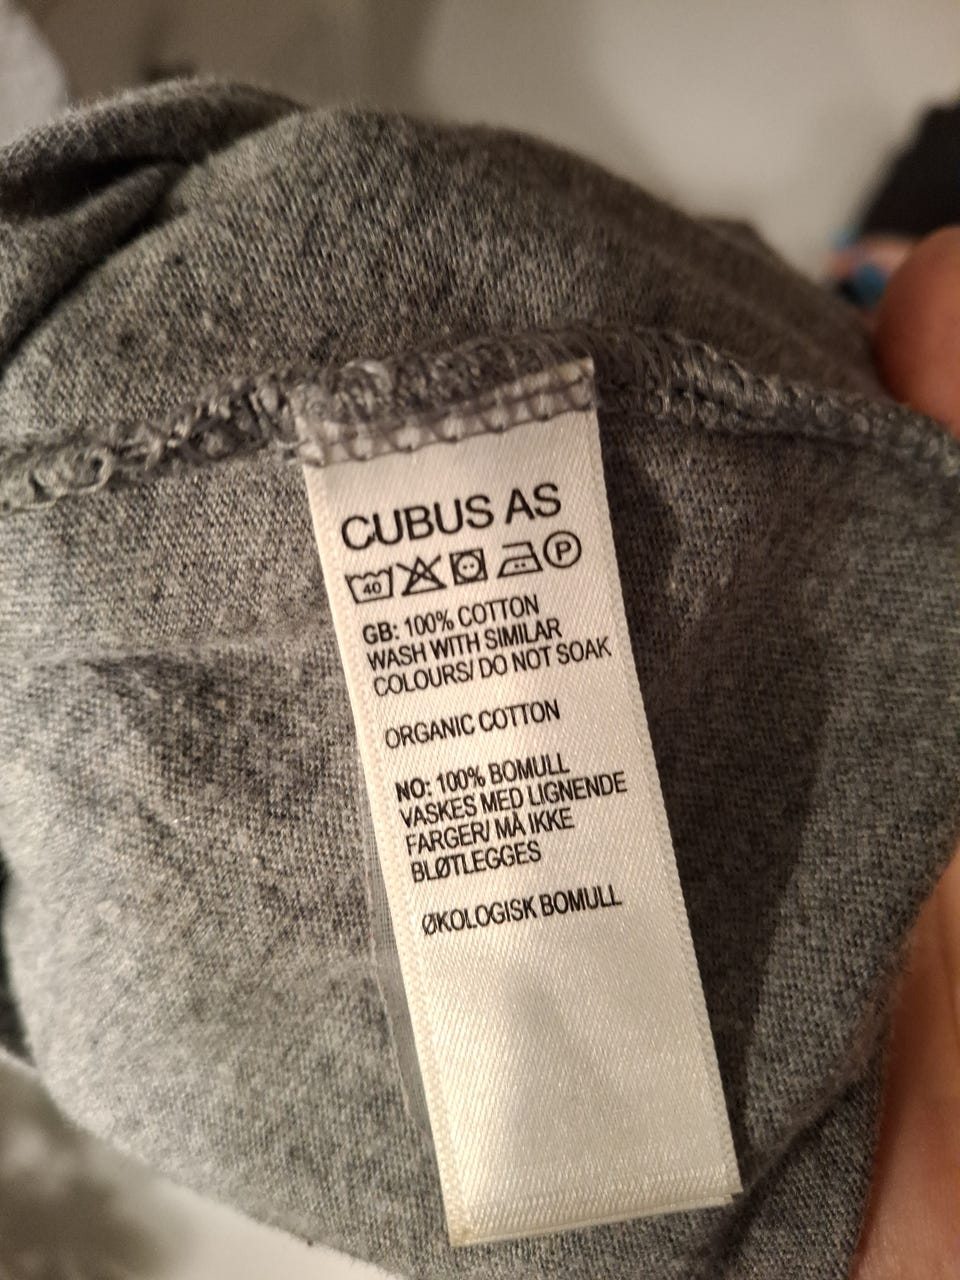 CUBUS AS
40 P
GB: 100% COTTON
WASH WITH SIMILAR
COLOURS/ DO NOT SOAK
ORGANIC COTTON
NO: 100% BOMULL
VASKES MED LIGNENDE
FARGER/ MÅ IKKE
BLØTLEGGES
ØKOLOGISK BOMULL